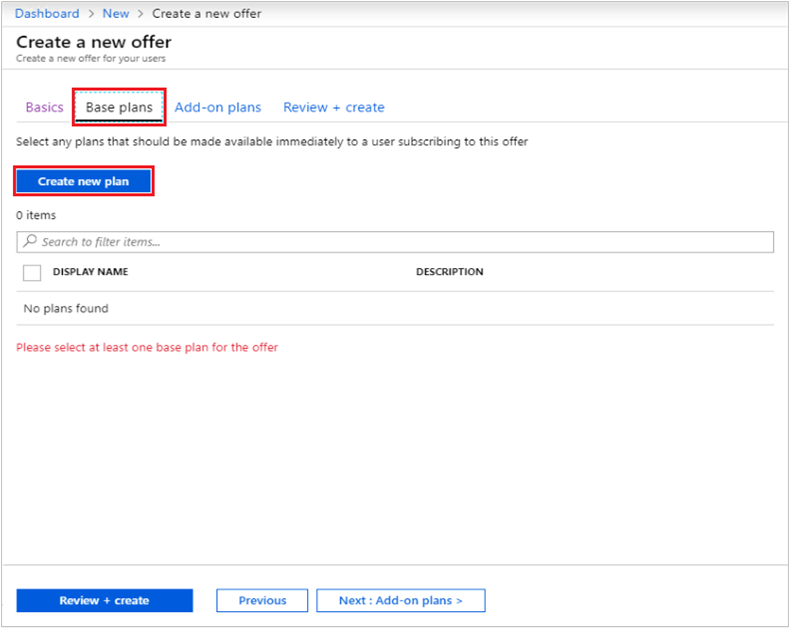 Dashboard > New > Create a new offer
Create a new offer
Create a new offer for your users
Basics Base plans Add-on plans Review + create
Select any plans that should be made available immediately to a user subscribing to this offer
Create new plan
0 items
Search to filter items...
DISPLAY NAME DESCRIPTION
No plans found
Please select at least one base plan for the offer
Review + create Previous Next : Add-on plans >